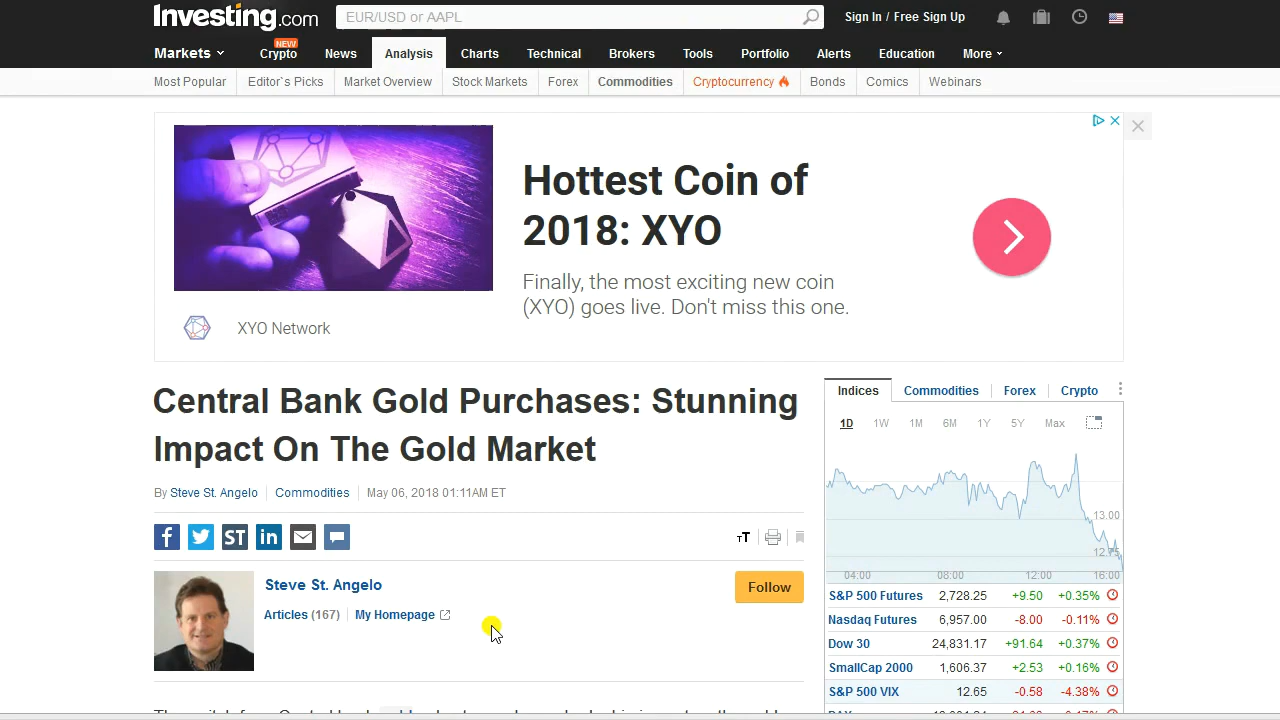 Investing.com
EUR/USD or AAPL
Sign In / Free Sign Up
Markets
NEW
Crypto
News
Analysis
Charts
Technical
Brokers
Tools
Portfolio
Alerts
Education
More
Most Popular
Editor`s Picks
Market Overview
Stock Markets
Forex
Commodities
Cryptocurrency
Bonds
Comics
Webinars
Hottest Coin of
2018: XYO
Finally, the most exciting new coin
(XYO) goes live. Don't miss this one.
XYO Network
Central Bank Gold Purchases: Stunning
Impact On The Gold Market
By Steve St. Angelo Commodities May 06, 2018 01:11AM ET
f ST in
TT
Steve St. Angelo
Articles (167) My Homepage
Follow
Indices Commodities Forex Crypto
1D 1W 1M 6M 1Y 5Y Max
13.00
12.75
04:00 08:00 12:00 16:00
S&P 500 Futures 2,728.25 +9.50 +0.35%
Nasdaq Futures 6,957.00 -8.00 -0.11%
Dow 30 24,831.17 +91.64 +0.37%
SmallCap 2000 1,606.37 +2.53 +0.16%
S&P 500 VIX 12.65 -0.58 -4.38%